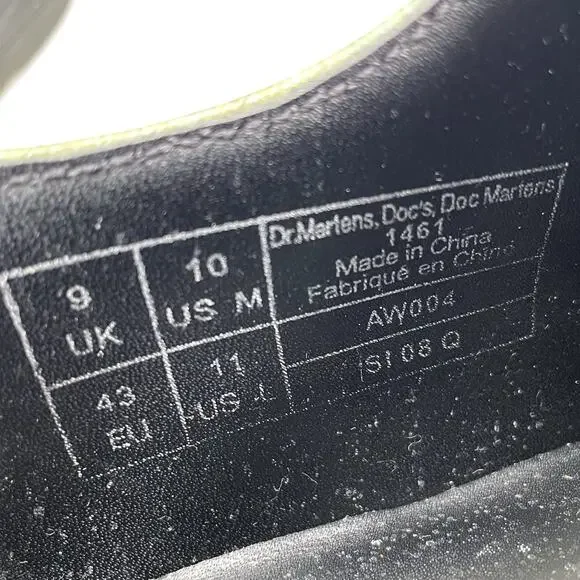 9
UK
10
US M
Dr.Martens, Doc's, Doc Martens
1461
Made in China
Fabriqué en Chine
43
EU
11
US L
AW004
SI 08 Q